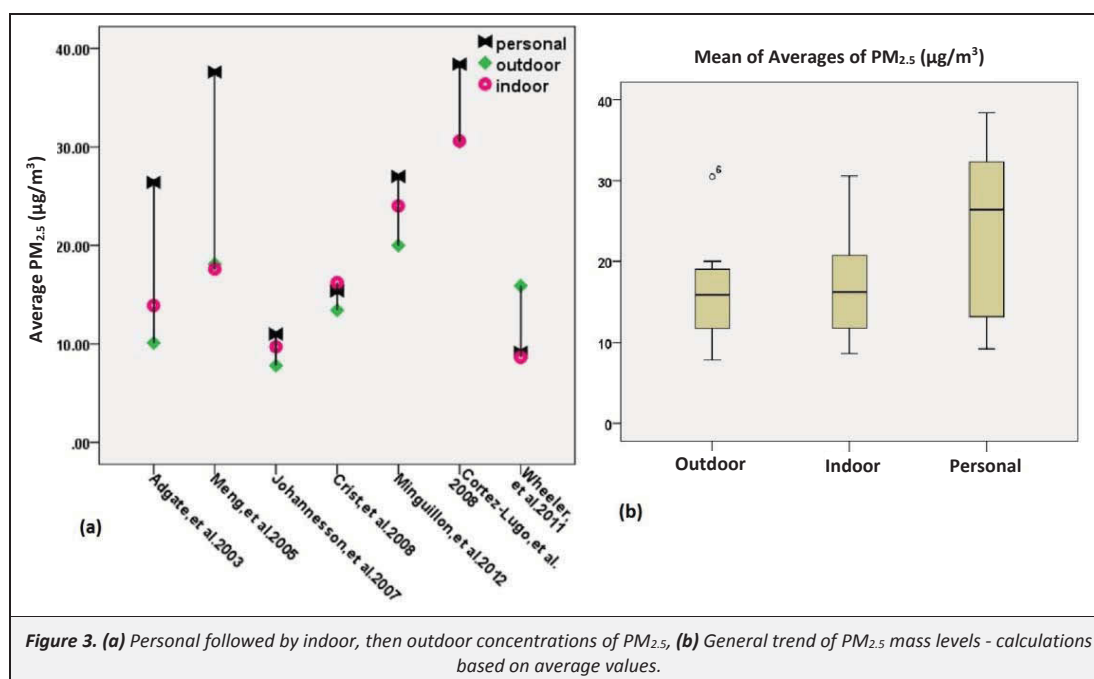 40.00
30.00
20.00
10.00
.00
Average PM2.5 (µg/m³)
personal
outdoor
indoor
Adgate,et al.2003
Meng,et al.2005
Johannesson,et al.2007
Crist,et al.2008
Minguillon,et al.2012
Cortez-Lugo,et al.
2008
Wheeler,
et al.2011
(a)
Mean of Averages of PM2.5 (µg/m³)
40
30
20
10
0
6
Outdoor
Indoor
Personal
(b)
Figure 3. (a) Personal followed by indoor, then outdoor concentrations of PM2.5, (b) General trend of PM2.5 mass levels - calculations
based on average values.